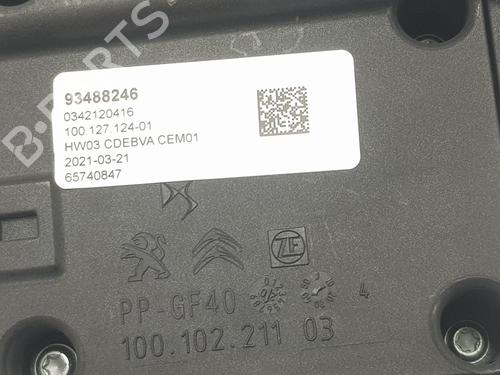 B-PARTS
93488246
0342120416
100.127.124-01
HW03 CDEBVA CEM01
2021-03-21
65740847
ZF
PP-GF40
4
100.102.211 03